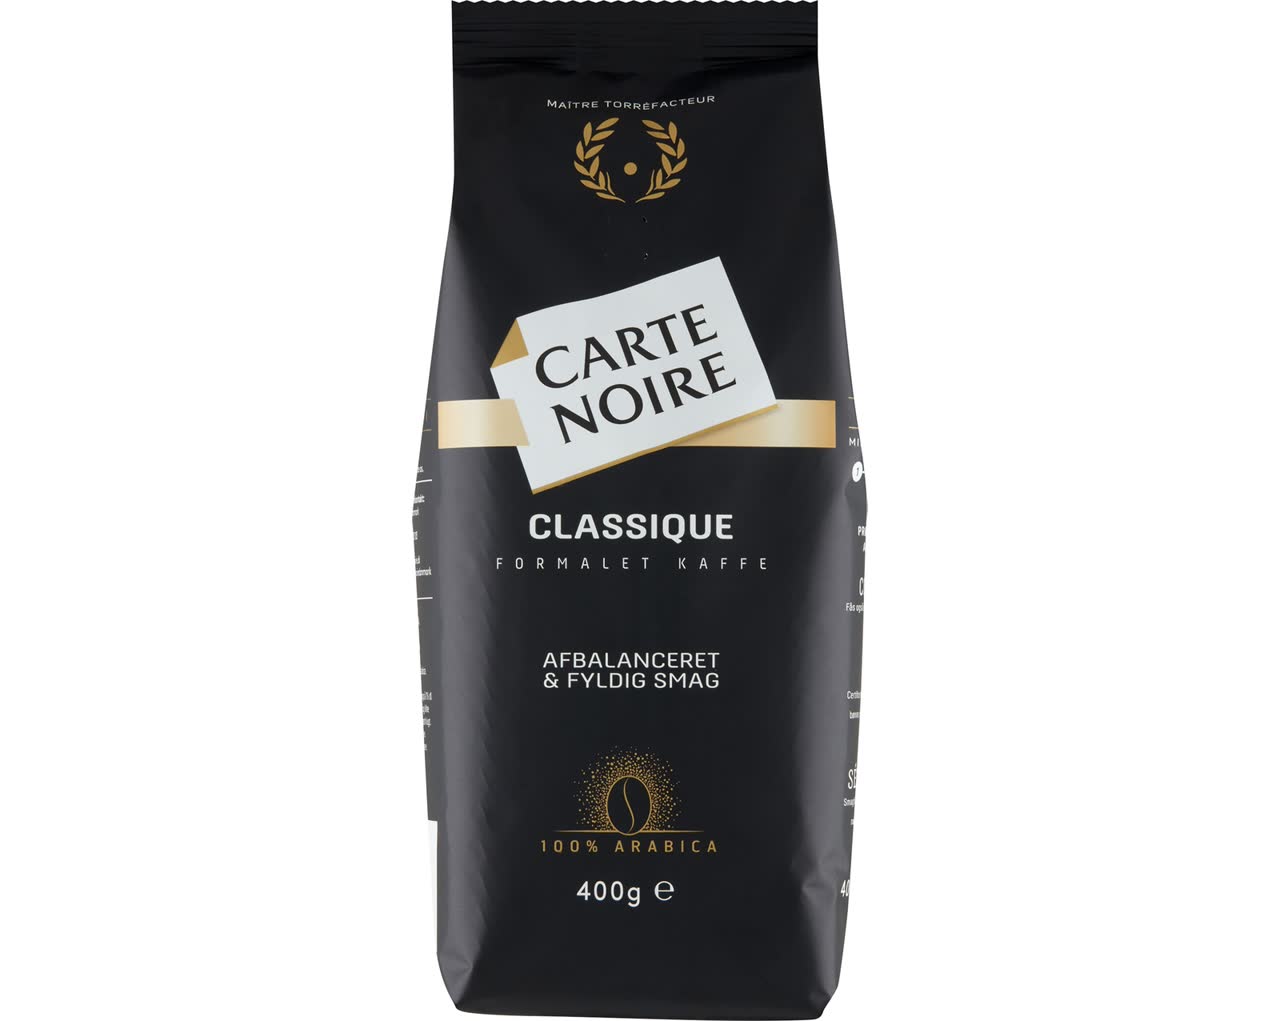 MAÎTRE TORRÉFACTEUR
CARTE
NOIRE
CLASSIQUE
FORMALET KAFFE
AFBALANCERET
& FYLDIG SMAG
100% ARABICA
400g ℮